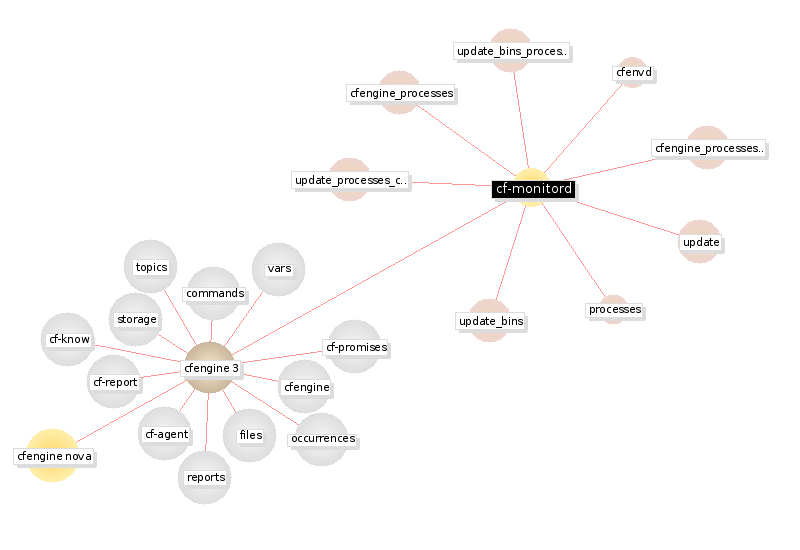 update_bins_proces..
cfenvd
cfengine_processes
cfengine_processes..
update_processes_c..
cf-monitord
update
processes
update_bins
topics
vars
commands
storage
cf-know
cf-promises
cfengine 3
cf-report
cfengine
cf-agent
files
occurrences
cfengine nova
reports